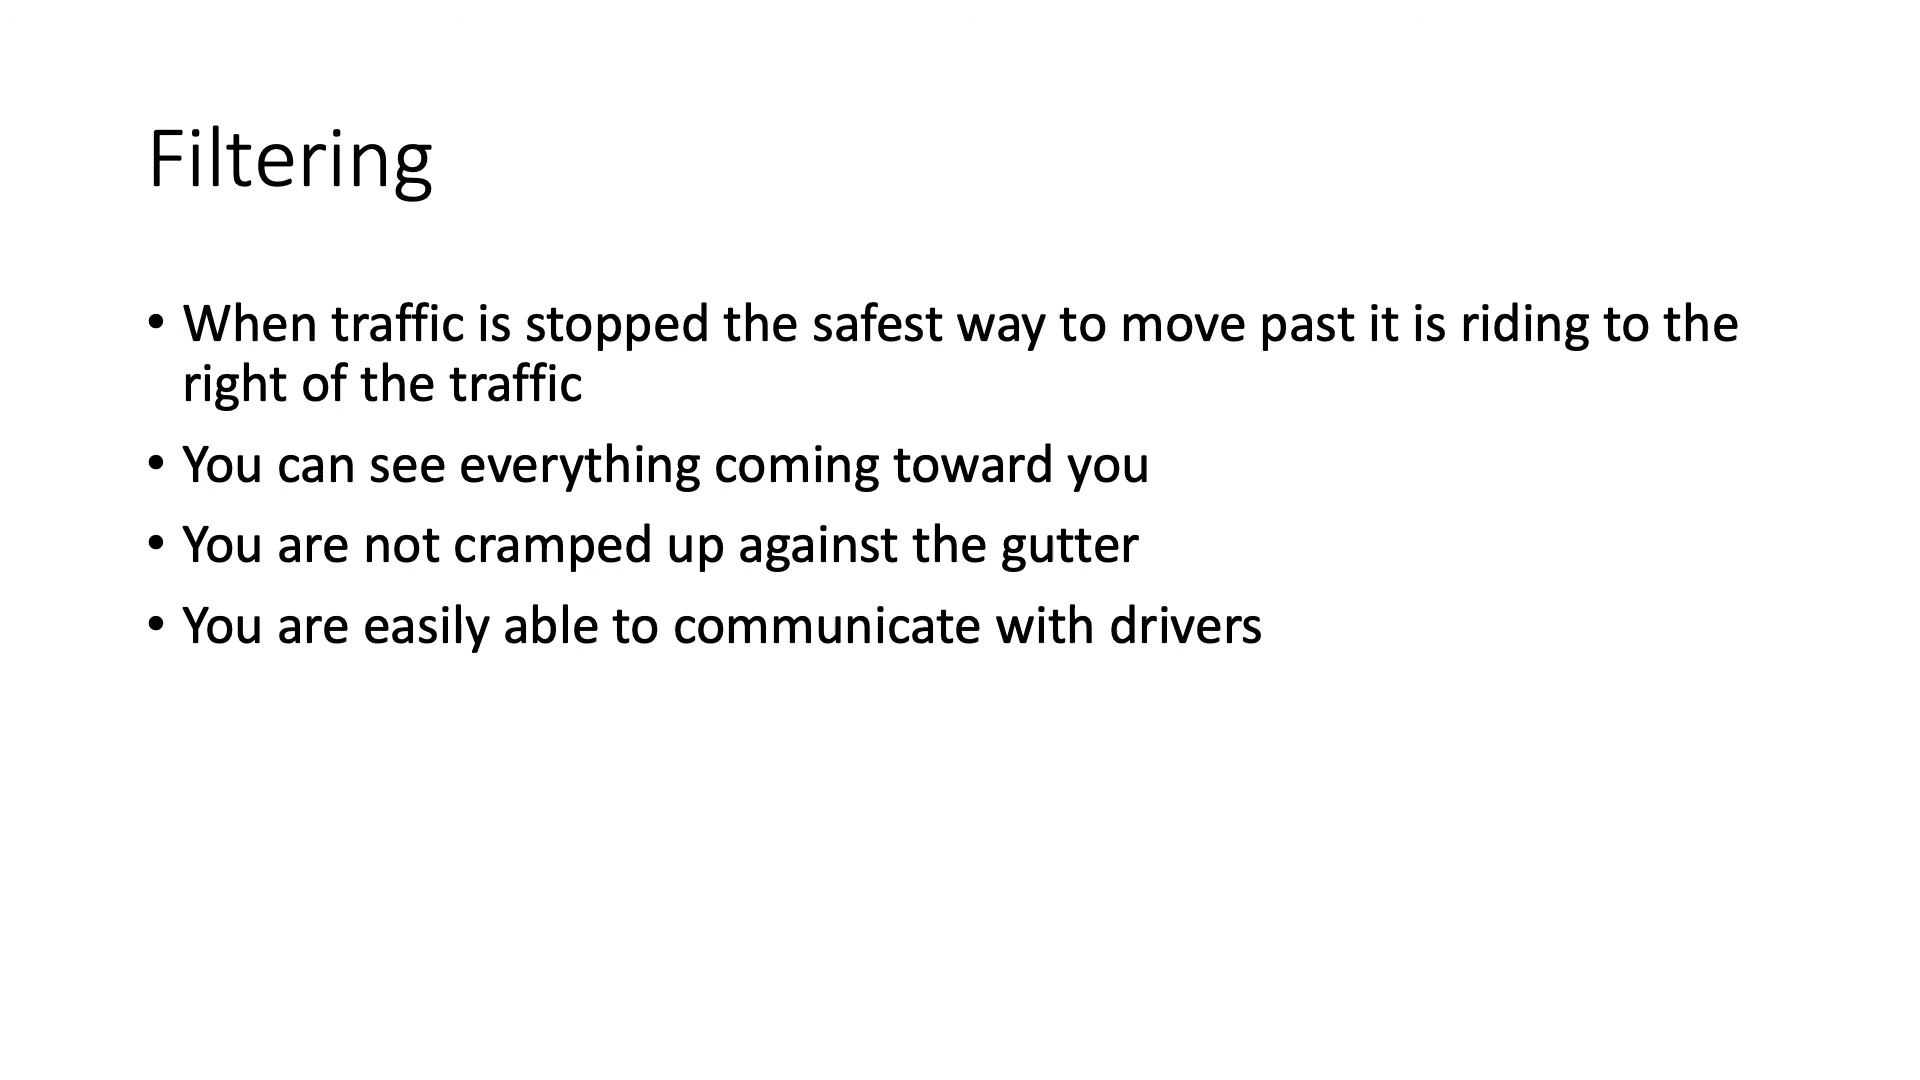 Filtering
• When traffic is stopped the safest way to move past it is riding to the
right of the traffic
• You can see everything coming toward you
• You are not cramped up against the gutter
• You are easily able to communicate with drivers